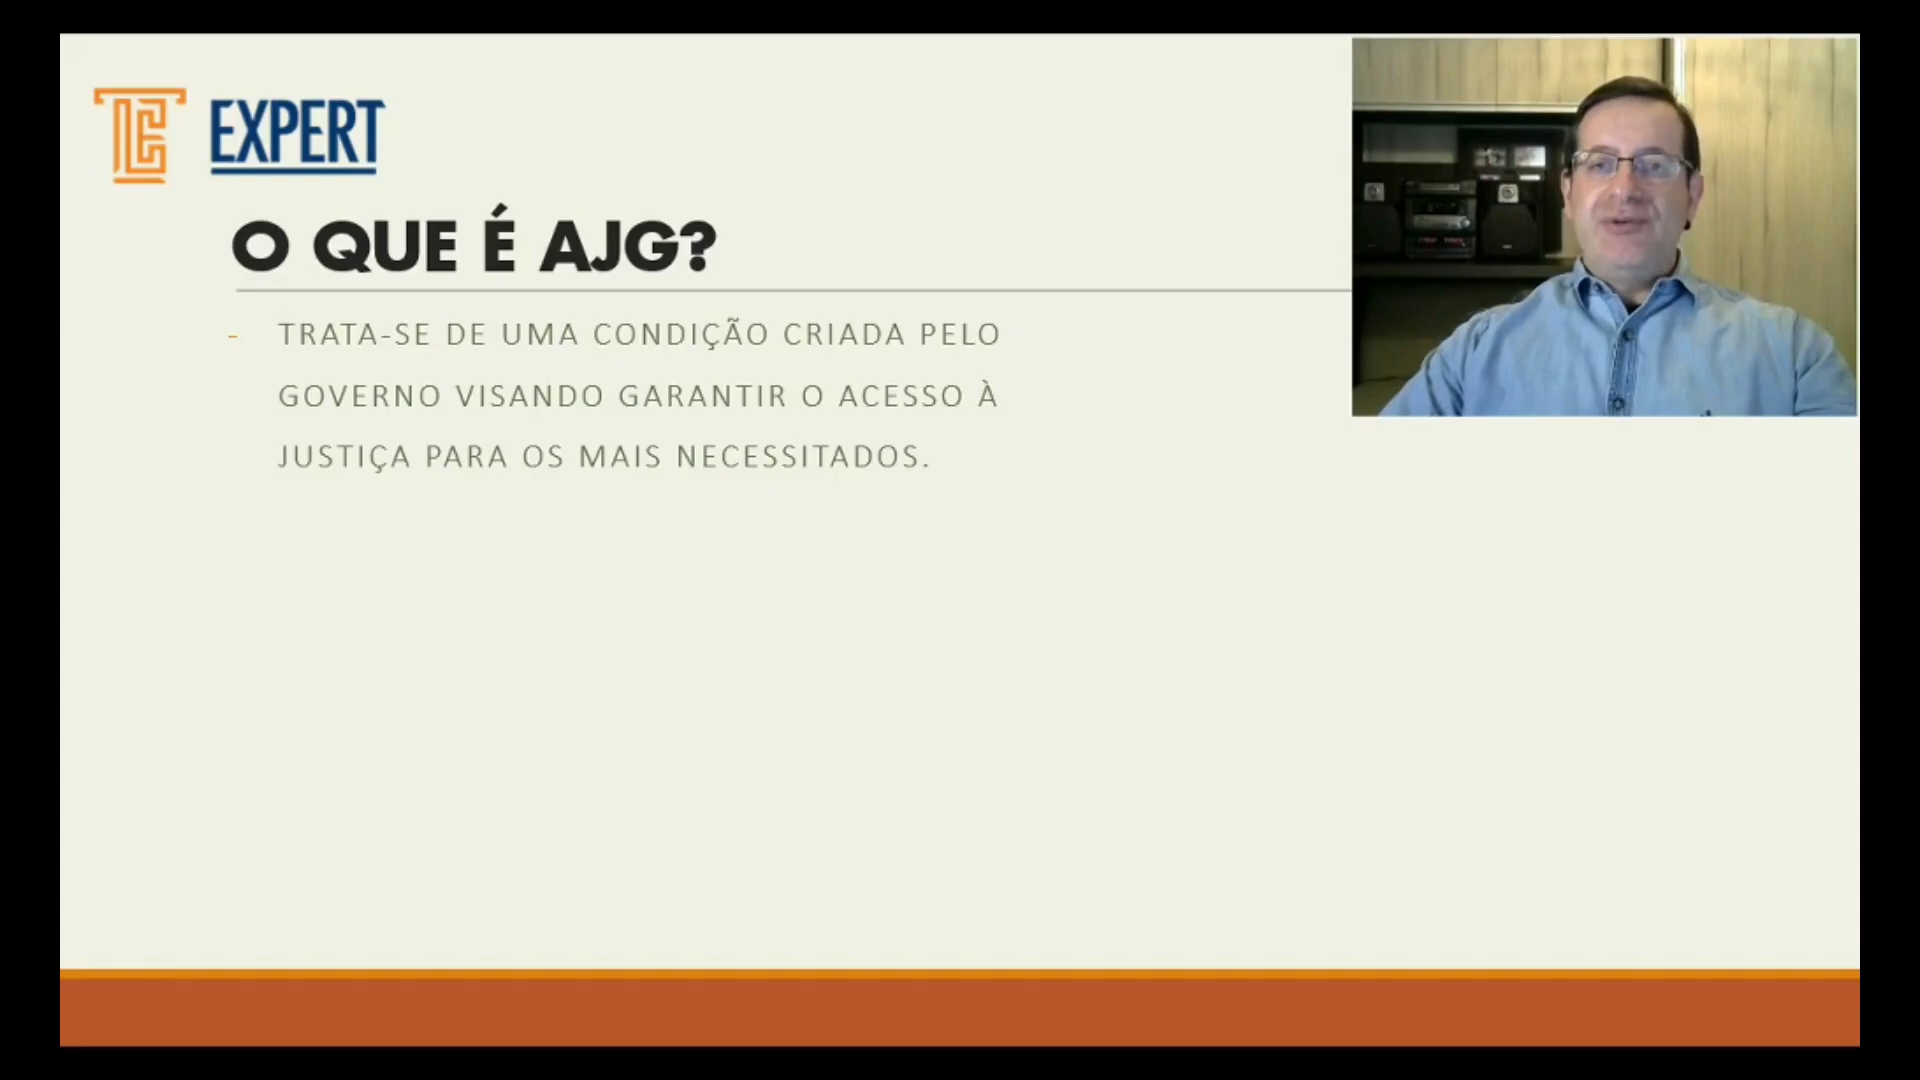 EXPERT
O QUE É AJG?
- TRATA-SE DE UMA CONDIÇÃO CRIADA PELO
GOVERNO VISANDO GARANTIR O ACESSO À
JUSTIÇA PARA OS MAIS NECESSITADOS.